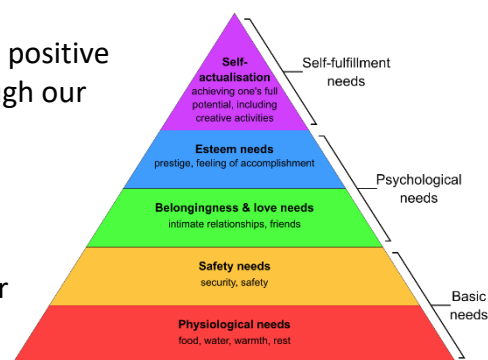 positive
gh our
r
Self-
actualisation
achieving one's full
potential, including
creative activities
Self-fulfillment
needs
Esteem needs
prestige, feeling of accomplishment
Psychological
needs
Belongingness & love needs
intimate relationships, friends
Safety needs
security, safety
Basic
needs
Physiological needs
food, water, warmth, rest